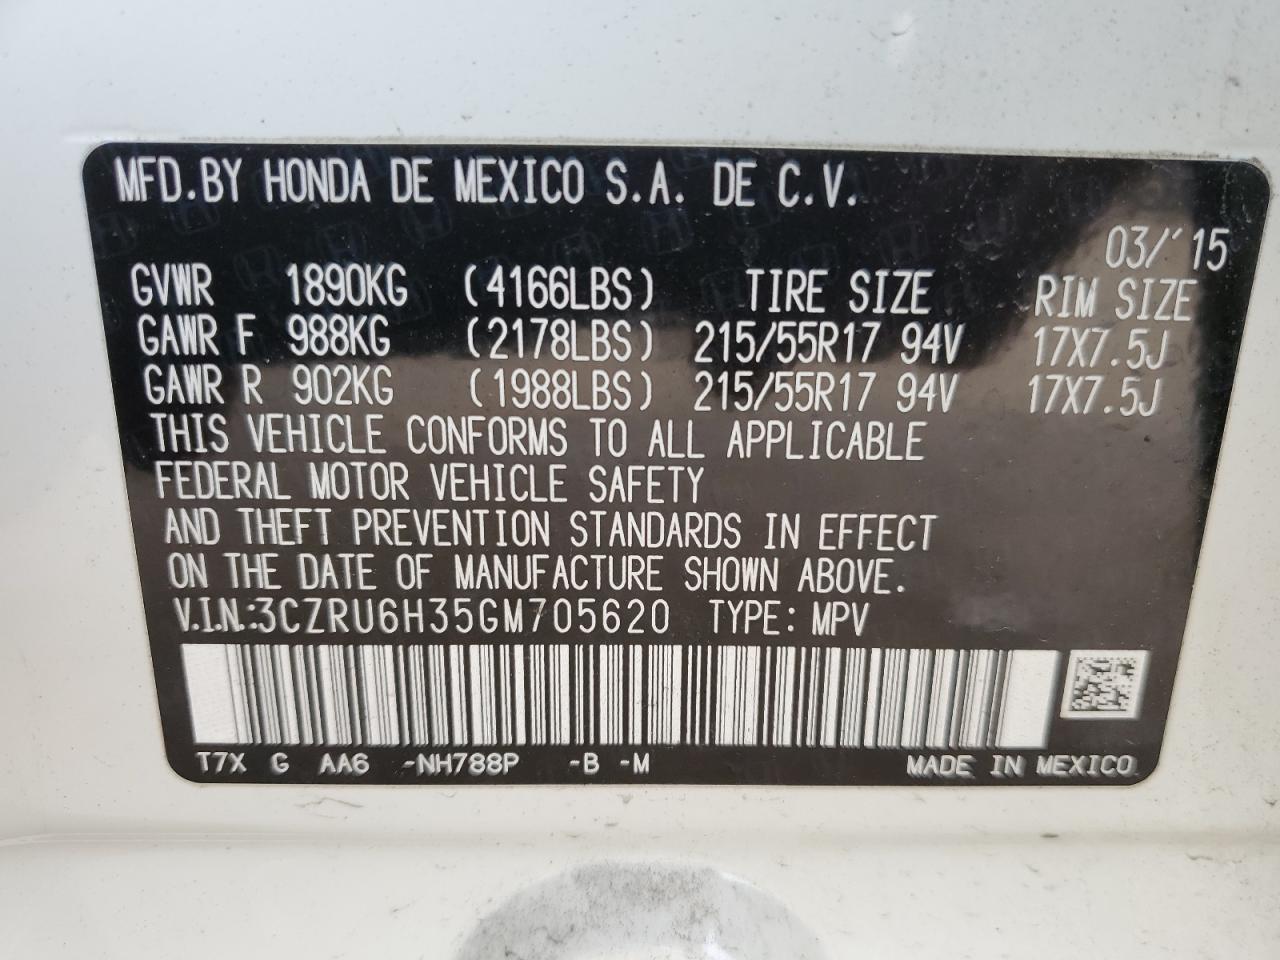 MFD.BY HONDA DE MEXICO S.A. DE C.V.
03/'15
GVWR 1890KG (4166LBS) TIRE SIZE RIM SIZE
GAWR F 988KG (2178LBS) 215/55R17 94V 17X7.5J
GAWR R 902KG (1988LBS) 215/55R17 94V 17X7.5J
THIS VEHICLE CONFORMS TO ALL APPLICABLE
FEDERAL MOTOR VEHICLE SAFETY
AND THEFT PREVENTION STANDARDS IN EFFECT
ON THE DATE OF MANUFACTURE SHOWN ABOVE.
V.I.N.:3CZRU6H35GM705620 TYPE: MPV
T7X G AA6 -NH788P -B -M MADE IN MEXICO